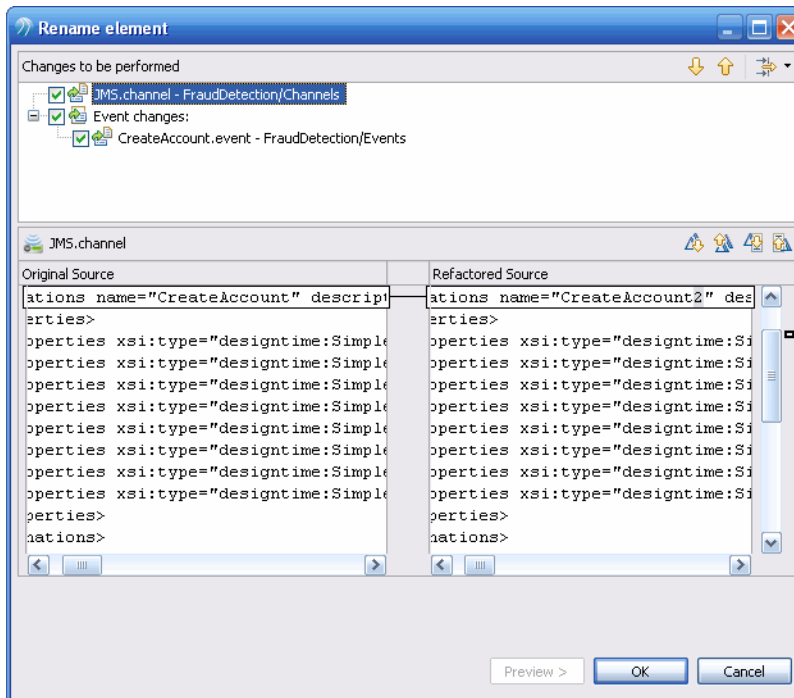 Rename element
Changes to be performed
JMS.channel - FraudDetection/Channels
Event changes:
CreateAccount.event - FraudDetection/Events
JMS.channel
Original Source
Refactored Source
ations name="CreateAccount" descript
ations name="CreateAccount2" des
erties>
erties>
operties xsi:type="designtime:Simple
operties xsi:type="designtime:Si
operties xsi:type="designtime:Simple
operties xsi:type="designtime:Si
operties xsi:type="designtime:Simple
operties xsi:type="designtime:Si
operties xsi:type="designtime:Simple
operties xsi:type="designtime:Si
operties xsi:type="designtime:Simple
operties xsi:type="designtime:Si
operties xsi:type="designtime:Simple
operties xsi:type="designtime:Si
operties xsi:type="designtime:Simple
operties xsi:type="designtime:Si
operties xsi:type="designtime:Simple
operties xsi:type="designtime:Si
perties>
perties>
nations>
nations>
Preview >
OK
Cancel